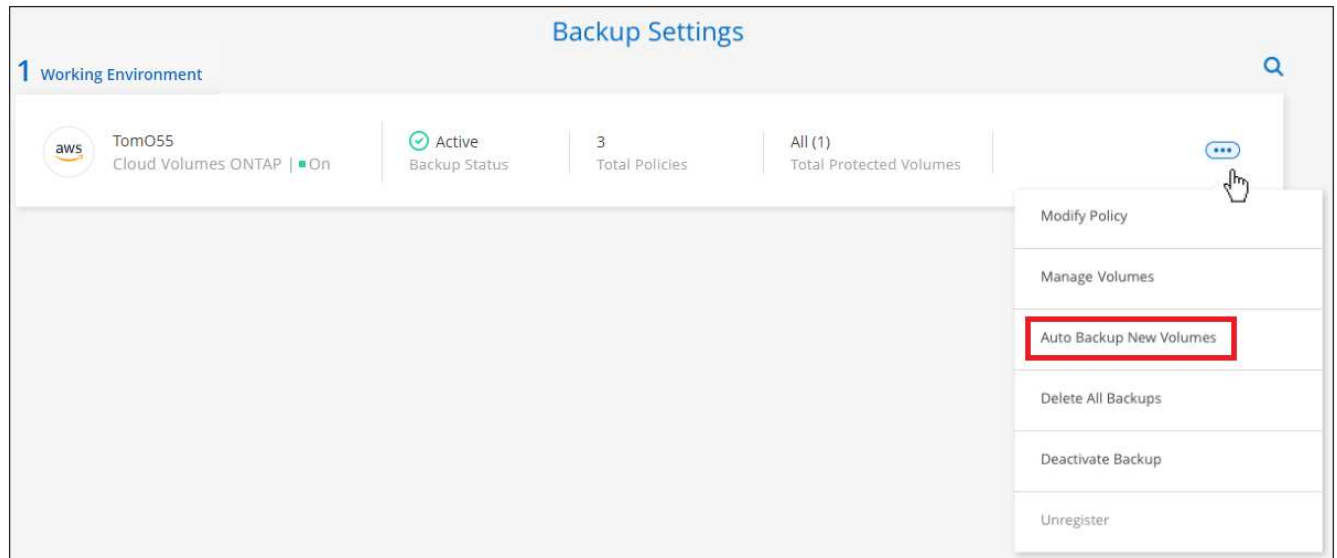 Backup Settings
1 Working Environment
aws
TomO55
Cloud Volumes ONTAP | On
Active
Backup Status
3
Total Policies
All (1)
Total Protected Volumes
Modify Policy
Manage Volumes
Auto Backup New Volumes
Delete All Backups
Deactivate Backup
Unregister